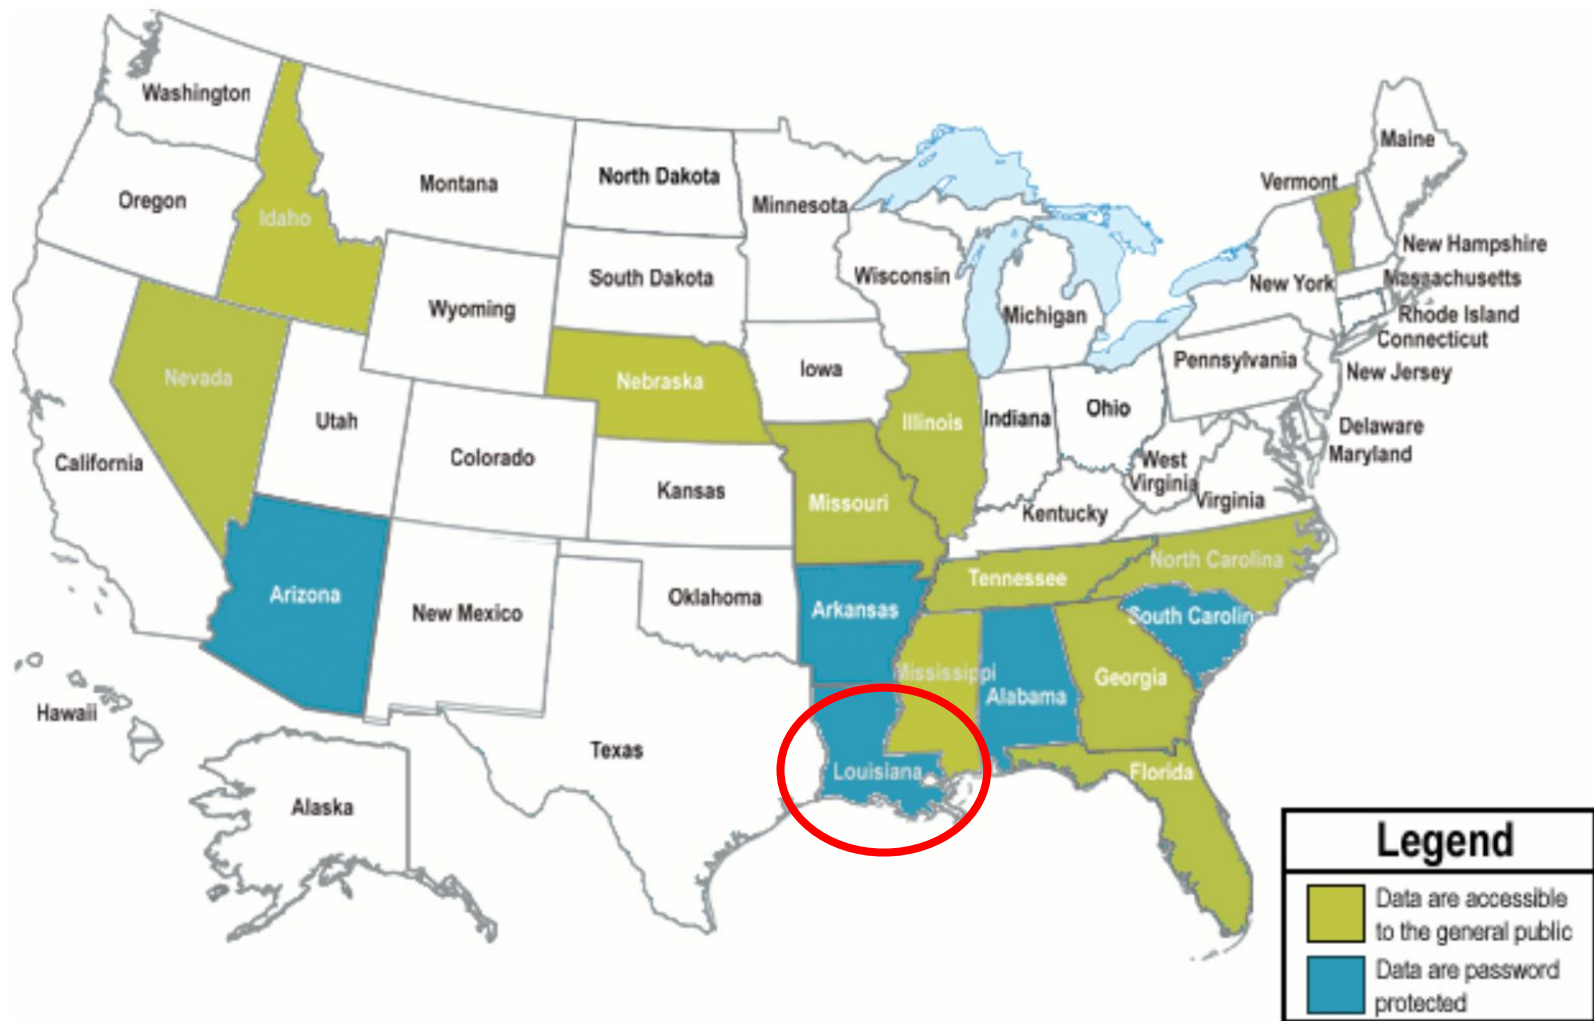 Washington
Oregon
Idaho
Montana
North Dakota
Minnesota
Maine
Vermont
New Hampshire
Massachusetts
New York
Rhode Island
Connecticut
South Dakota
Wisconsin
Michigan
Wyoming
Nevada
Nebraska
Iowa
Pennsylvania
New Jersey
Utah
Illinois
Indiana
Ohio
Delaware
Maryland
California
Colorado
Kansas
Missouri
West
Virginia
Virginia
Kentucky
Arizona
New Mexico
Oklahoma
Arkansas
Tennessee
North Carolina
South Carolin
Mississippi
Alabama
Georgia
Hawaii
Texas
Louisiana
Florida
Alaska
Legend
Data are accessible
to the general public
Data are password
protected